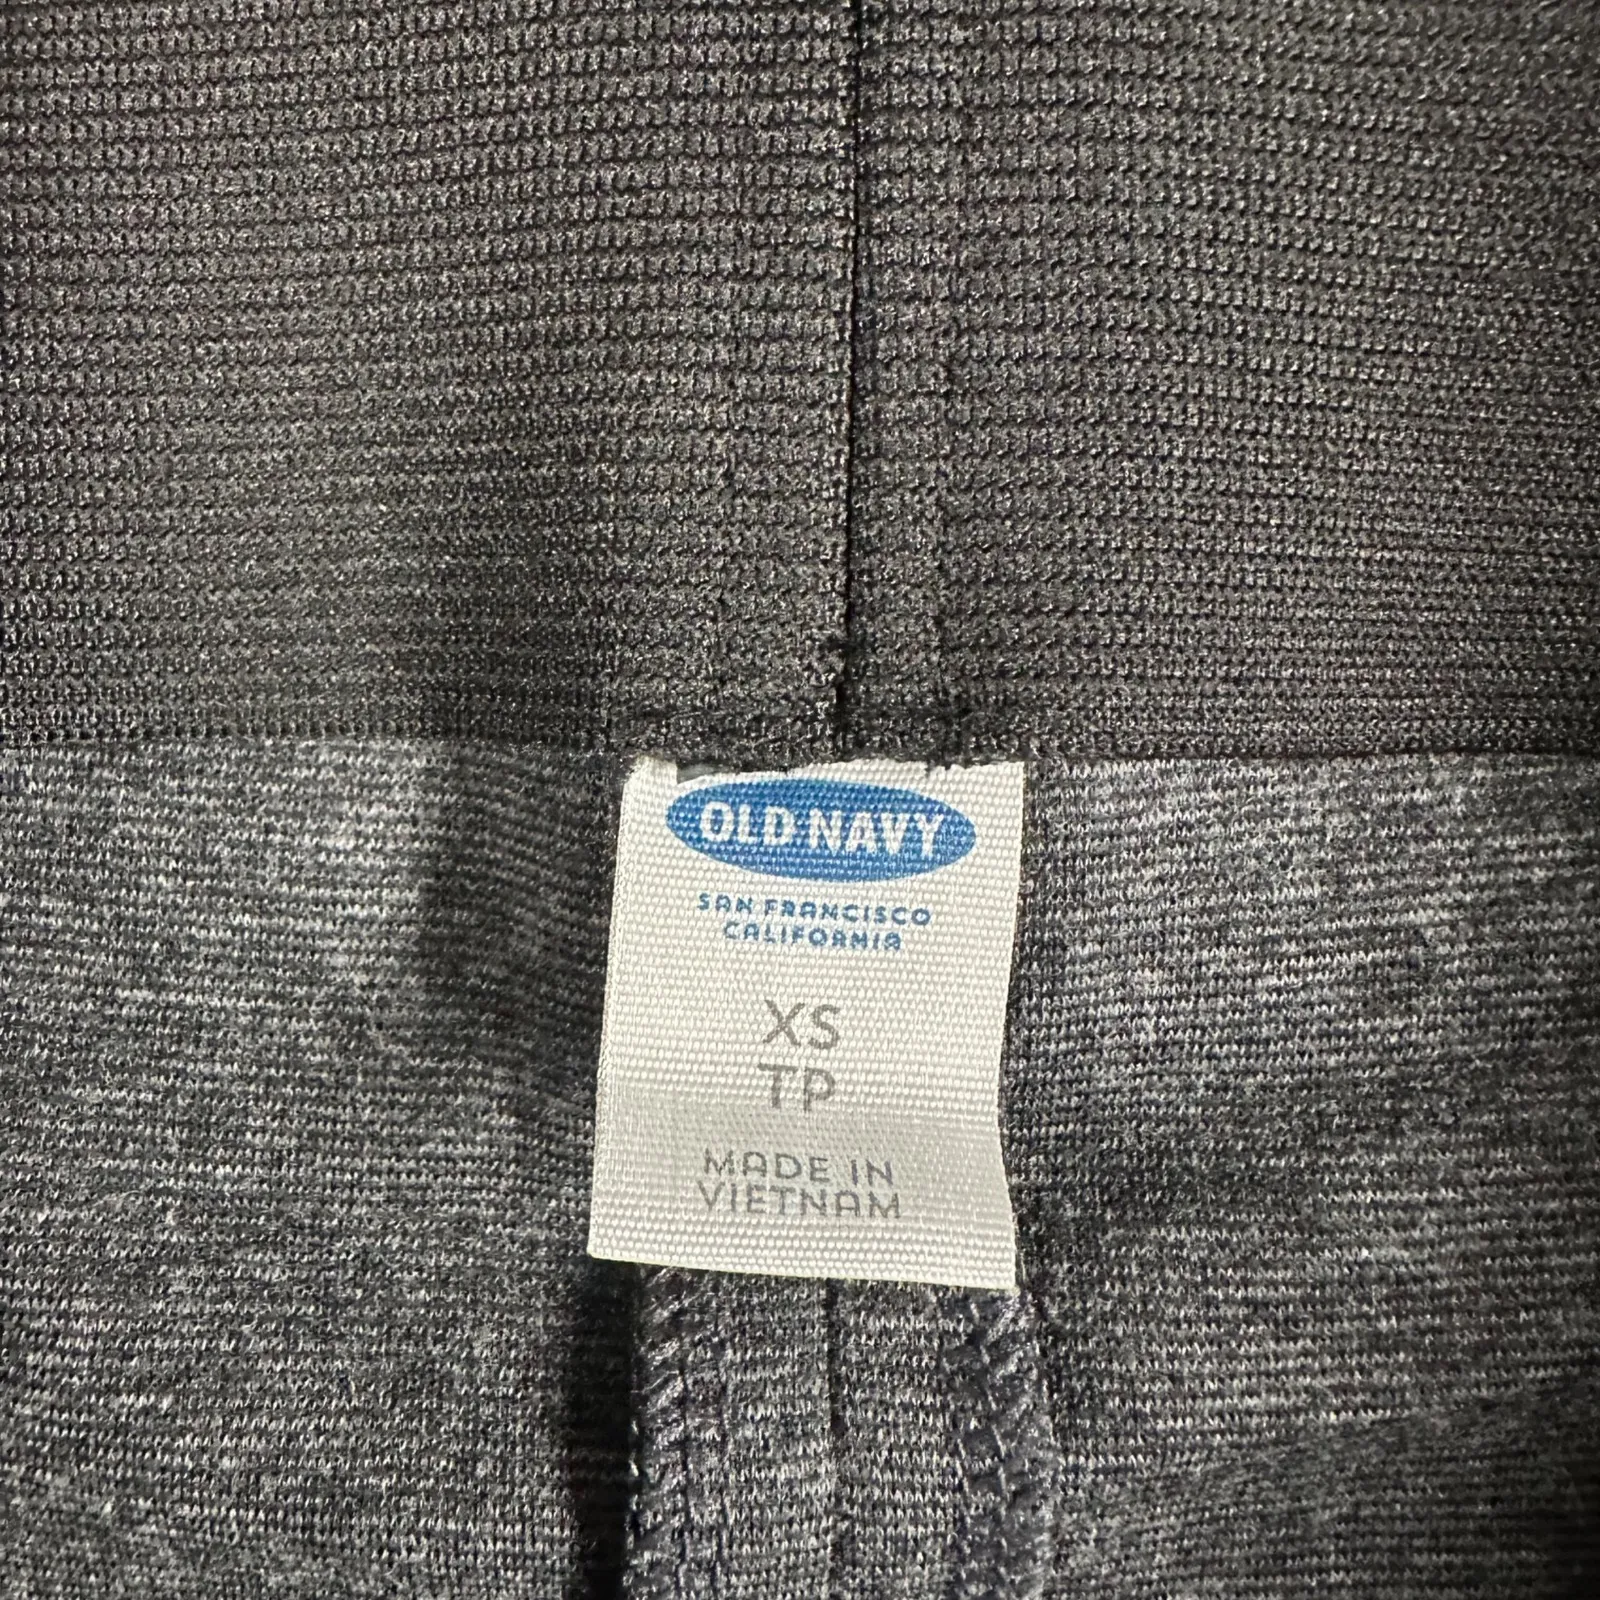 OLD NAVY
SAN FRANCISCO
CALIFORNIA
XS
TP
MADE IN
VIETNAM